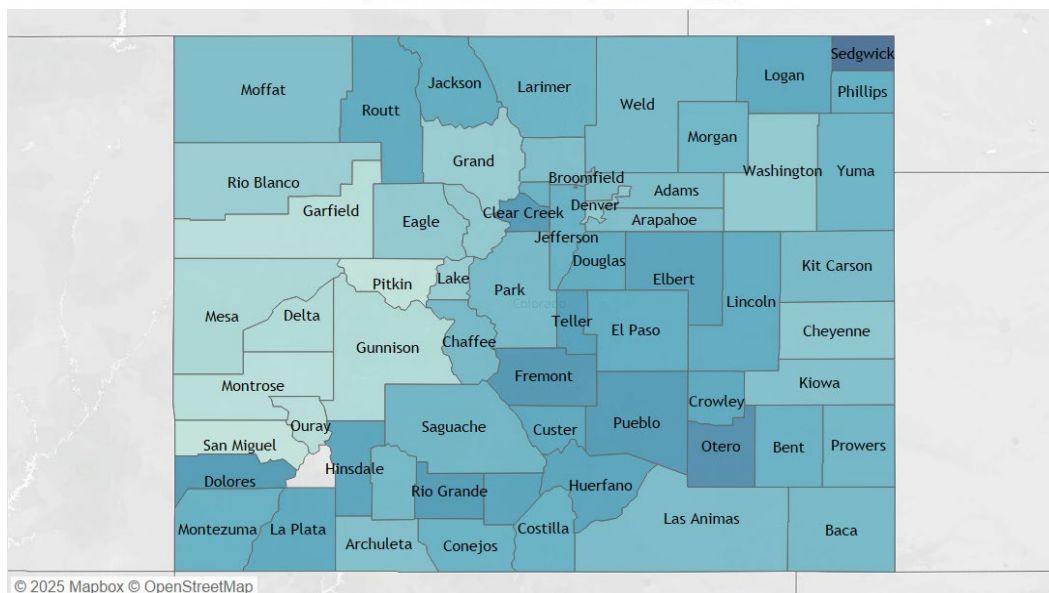 Sedgwick
Moffat
Routt
Jackson
Larimer
Weld
Logan
Phillips
Morgan
Grand
Rio Blanco
Washington
Yuma
Broomfield
Adams
Garfield
Eagle
Clear Creek
Denver
Arapahoe
Jefferson
Douglas
Elbert
Kit Carson
Pitkin
Lake
Park
Lincoln
Colorado
Mesa
Delta
Teller
El Paso
Cheyenne
Gunnison
Chaffee
Fremont
Montrose
Kiowa
Crowley
Ouray
Saguache
Custer
Pueblo
San Miguel
Otero
Bent
Prowers
Hinsdale
Dolores
Rio Grande
Huerfano
Montezuma
La Plata
Costilla
Las Animas
Archuleta
Conejos
Baca
© 2025 Mapbox © OpenStreetMap